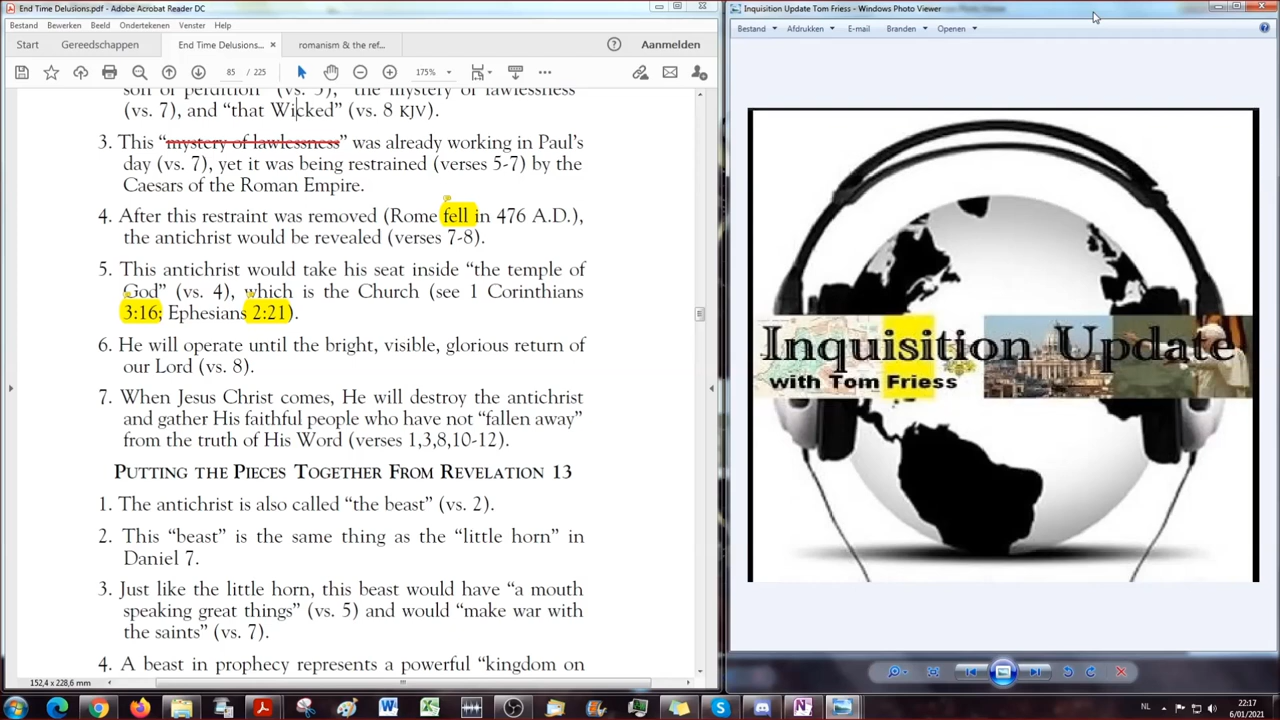 End Time Delusions.pdf - Adobe Acrobat Reader DC
Bestand Bewerken Beeld Ondertekenen Venster Help
Start Gereedschappen End Time Delusions... × romanism & the ref... Aanmelden
85 / 225 175%
son of perdition” (vs. 3), “the mystery of lawlessness”
(vs. 7), and “that Wicked” (vs. 8 KJV).
3. This “mystery of lawlessness” was already working in Paul’s
day (vs. 7), yet it was being restrained (verses 5-7) by the
Caesars of the Roman Empire.
4. After this restraint was removed (Rome fell in 476 A.D.),
the antichrist would be revealed (verses 7-8).
5. This antichrist would take his seat inside “the temple of
God” (vs. 4), which is the Church (see 1 Corinthians
3:16; Ephesians 2:21).
6. He will operate until the bright, visible, glorious return of
our Lord (vs. 8).
7. When Jesus Christ comes, He will destroy the antichrist
and gather His faithful people who have not “fallen away”
from the truth of His Word (verses 1,3,8,10-12).
PUTTING THE PIECES TOGETHER FROM REVELATION 13
1. The antichrist is also called “the beast” (vs. 2).
2. This “beast” is the same thing as the “little horn” in
Daniel 7.
3. Just like the little horn, this beast would have “a mouth
speaking great things” (vs. 5) and would “make war with
the saints” (vs. 7).
4. A beast in prophecy represents a powerful “kingdom on
152,4 x 228,6 mm
Inquisition Update Tom Friess - Windows Photo Viewer
Bestand Afdrukken E-mail Branden Openen
Inquisition Update
with Tom Friess
NL 22:17
6/01/2021